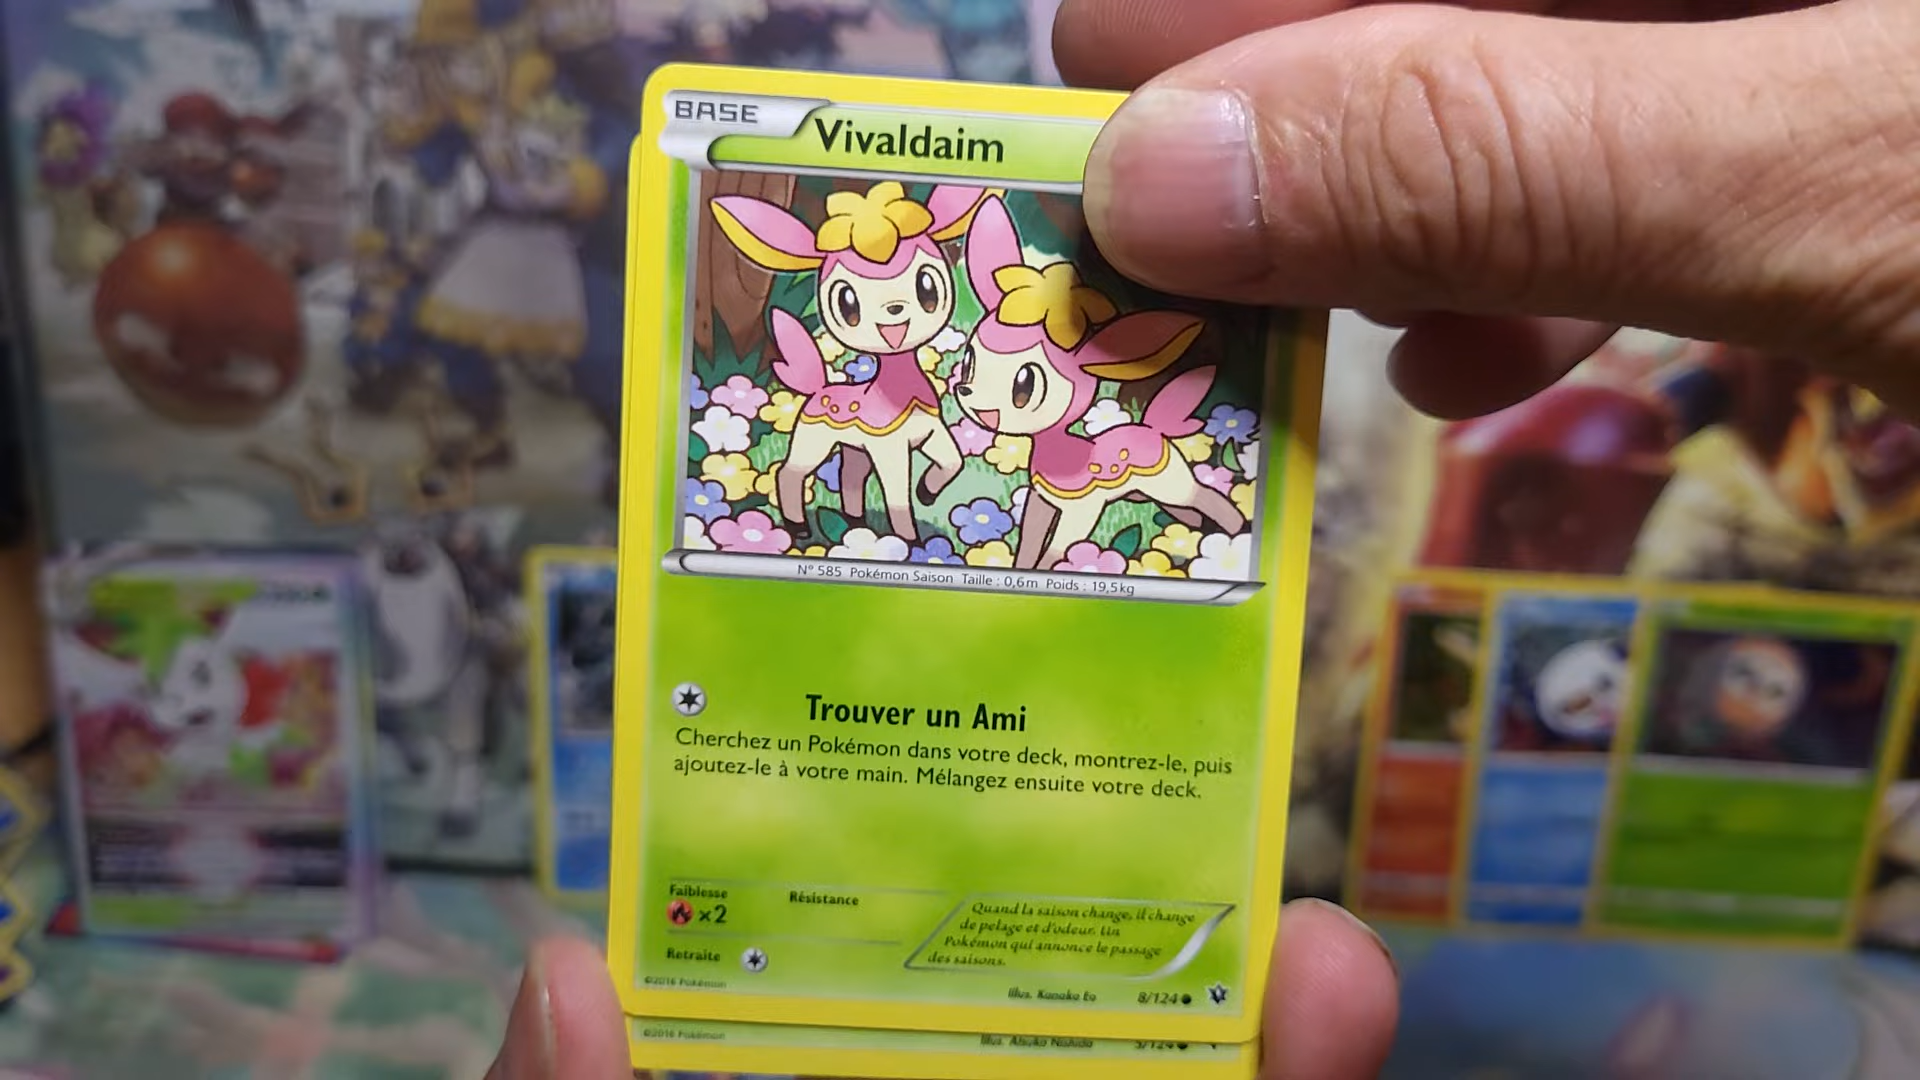 BASE
Vivaldaim
N° 585 Pokémon Saison Taille : 0,6m Poids : 19,5kg
Trouver un Ami
Cherchez un Pokémon dans votre deck, montrez-le, puis
ajoutez-le à votre main. Mélangez ensuite votre deck.
Faiblesse
x2
Résistance
Retraite
Quand la saison change, il change
de pelage et d'odeur. Un
Pokémon qui annonce le passage
des saisons.
©2016 Pokémon
Illus. Kanako Eo
8/124
©2016 Pokémon
Illus. Atsuko Nishida
5/124